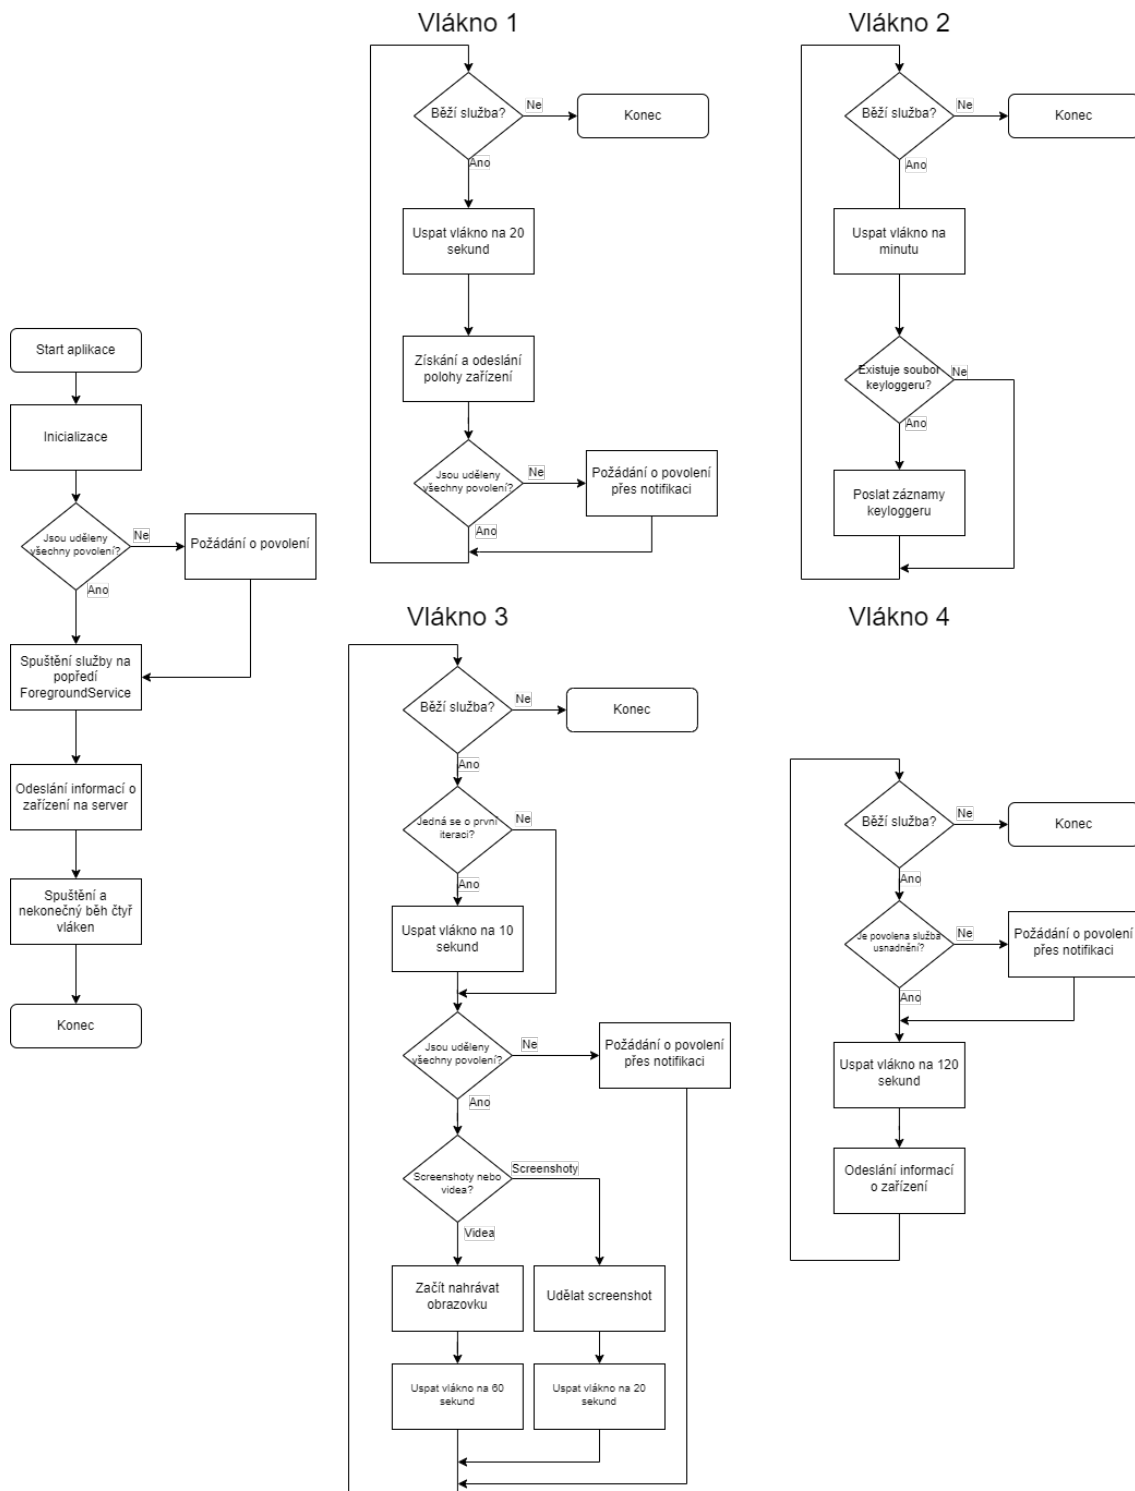 Vlákno 1
Běží služba?
Ne
Konec
Ano
Uspat vlákno na 20
sekund
Získání a odeslání
polohy zařízení
Jsou uděleny
všechny povolení?
Ne
Požádání o povolení
přes notifikaci
Ano
Vlákno 2
Běží služba?
Ne
Konec
Ano
Uspat vlákno na
minutu
Existuje soubor
keyloggeru?
Ne
Ano
Poslat záznamy
keyloggeru
Start aplikace
Inicializace
Jsou uděleny
všechny povolení?
Ne
Požádání o povolení
Ano
Spuštění služby na
popředí
ForegroundService
Odeslání informací o
zařízení na server
Spuštění a
nekonečný běh čtyř
vláken
Konec
Vlákno 3
Běží služba?
Ne
Konec
Ano
Jedná se o první
iteraci?
Ne
Ano
Uspat vlákno na 10
sekund
Jsou uděleny
všechny povolení?
Ne
Požádání o povolení
přes notifikaci
Ano
Screenshoty nebo
videa?
Screenshoty
Videa
Začít nahrávat
obrazovku
Udělat screenshot
Uspat vlákno na 60
sekund
Uspat vlákno na 20
sekund
Vlákno 4
Běží služba?
Ne
Konec
Ano
Je povolena služba
usnadnění?
Ne
Požádání o povolení
přes notifikaci
Ano
Uspat vlákno na 120
sekund
Odeslání informací
o zařízení